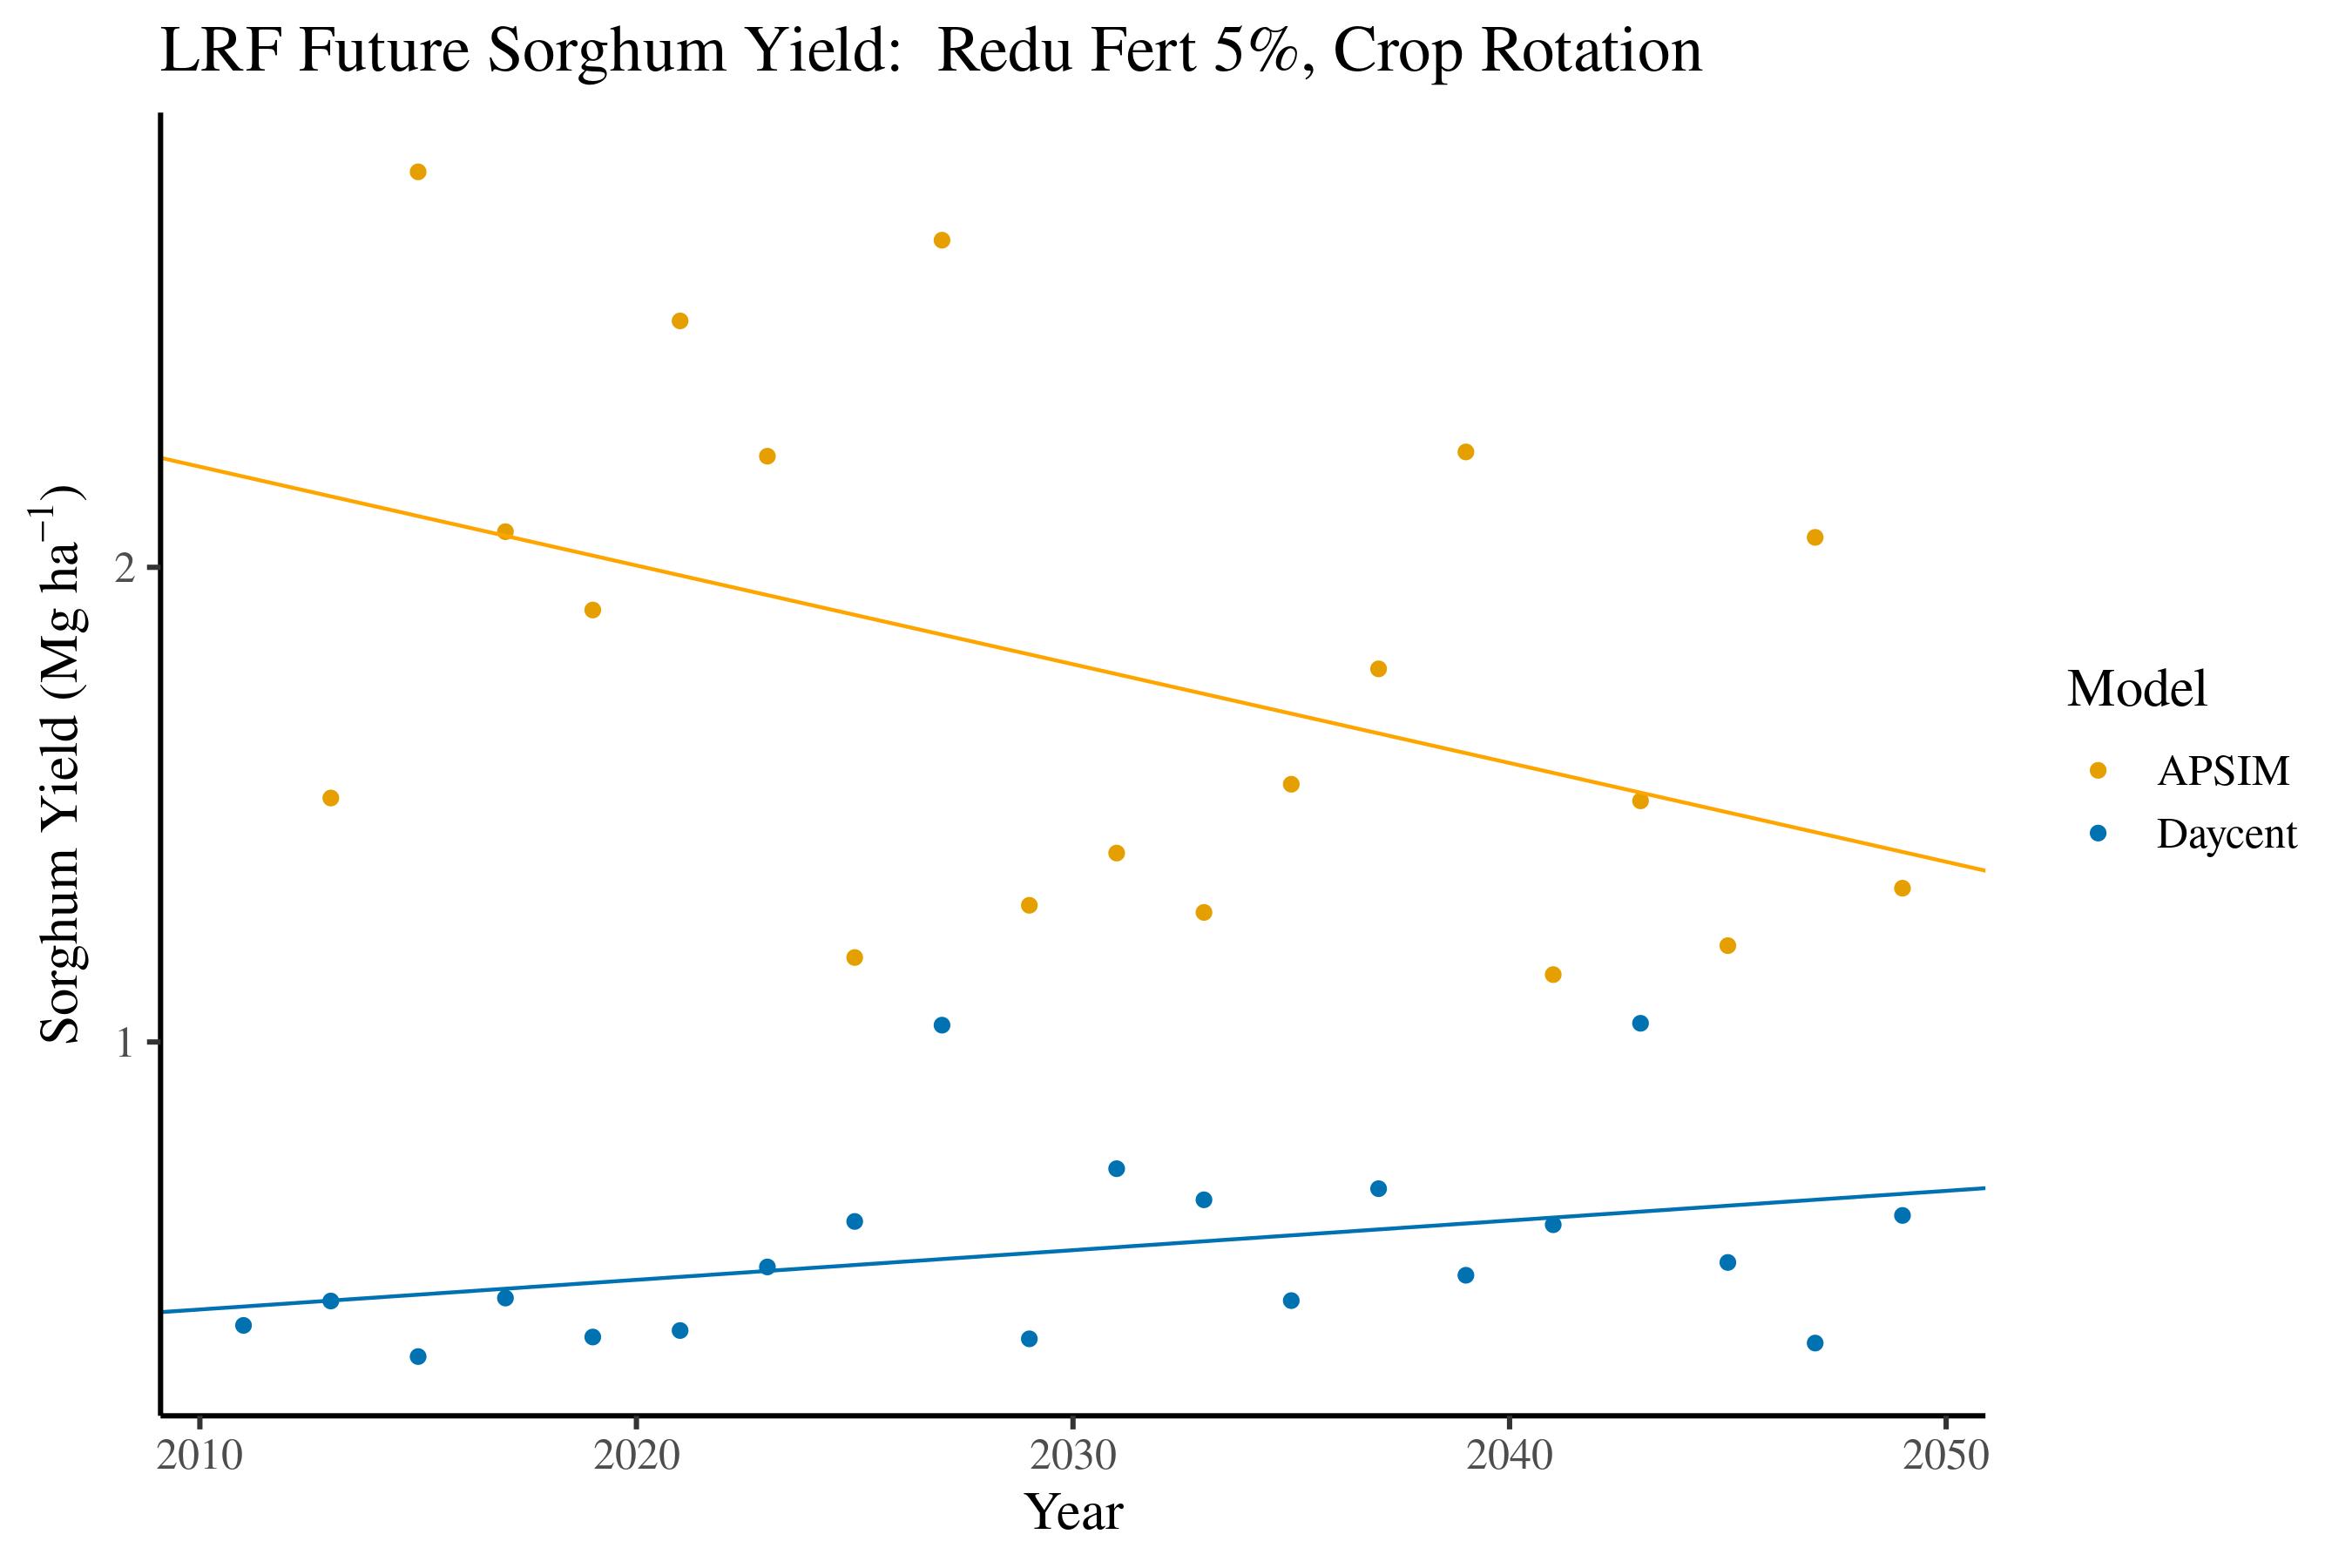 LRF Future Sorghum Yield:  Redu Fert 5%, Crop Rotation
Sorghum Yield (Mg ha⁻¹)
2
1
2010 2020 2030 2040 2050
Year
Model
APSIM
Daycent